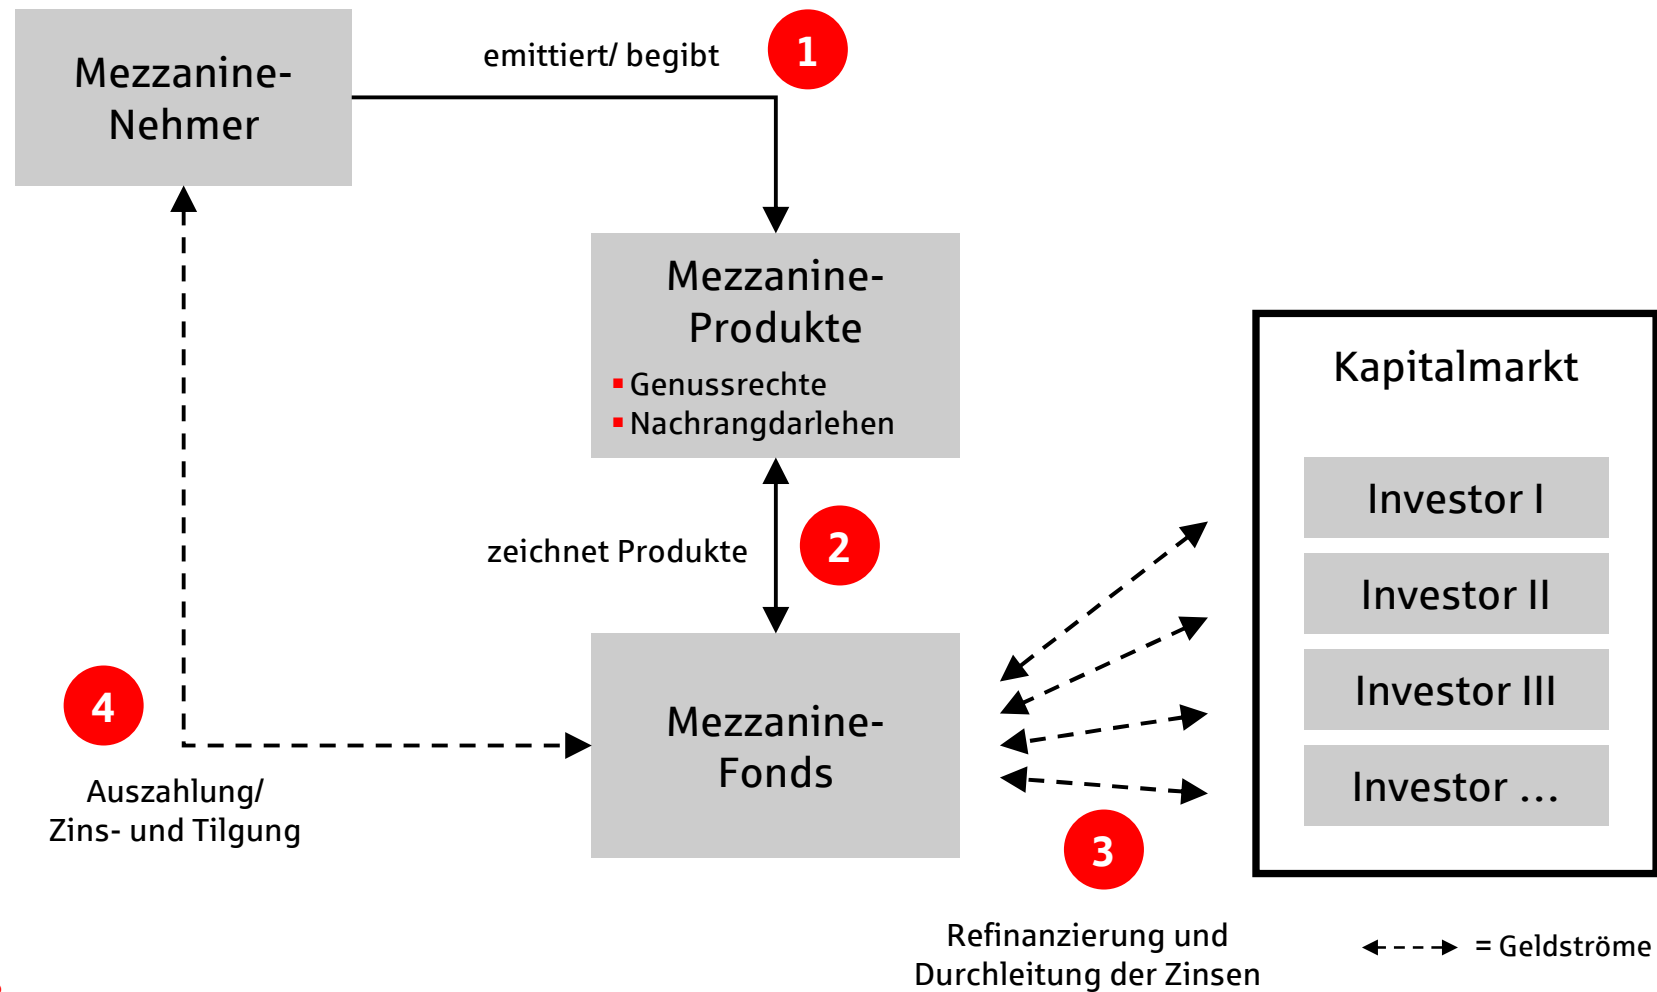 Mezzanine-
Nehmer
emittiert/ begibt
1
Mezzanine-
Produkte
Genussrechte
Nachrangdarlehen
zeichnet Produkte
2
Mezzanine-
Fonds
4
Auszahlung/
Zins- und Tilgung
3
Refinanzierung und
Durchleitung der Zinsen
Kapitalmarkt
Investor I
Investor II
Investor III
Investor ...
= Geldströme